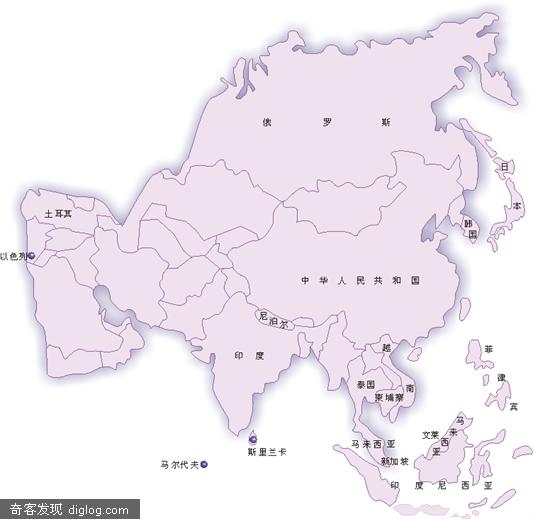 俄罗斯
日本
土耳其
韩国
以色列
中华人民共和国
尼泊尔
印度
越南
菲律宾
泰国
柬埔寨
马来西亚
文莱
马来西亚
斯里兰卡
新加坡
马尔代夫
印度尼西亚
奇客发现 diglog.com